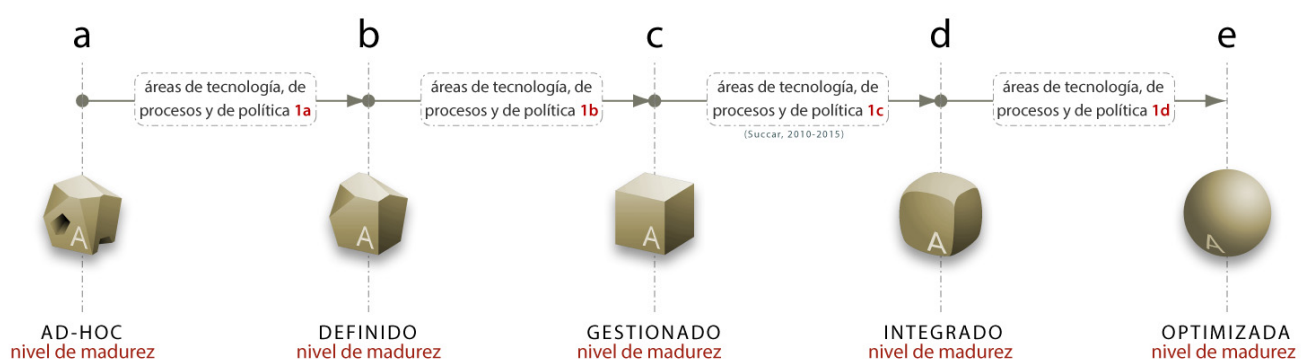 a
b
c
d
e
áreas de tecnología, de
procesos y de política 1a
áreas de tecnología, de
procesos y de política 1b
áreas de tecnología, de
procesos y de política 1c
(Succar, 2010-2015)
áreas de tecnología, de
procesos y de política 1d
A
A
A
A
A
AD-HOC
nivel de madurez
DEFINIDO
nivel de madurez
GESTIONADO
nivel de madurez
INTEGRADO
nivel de madurez
OPTIMIZADA
nivel de madurez